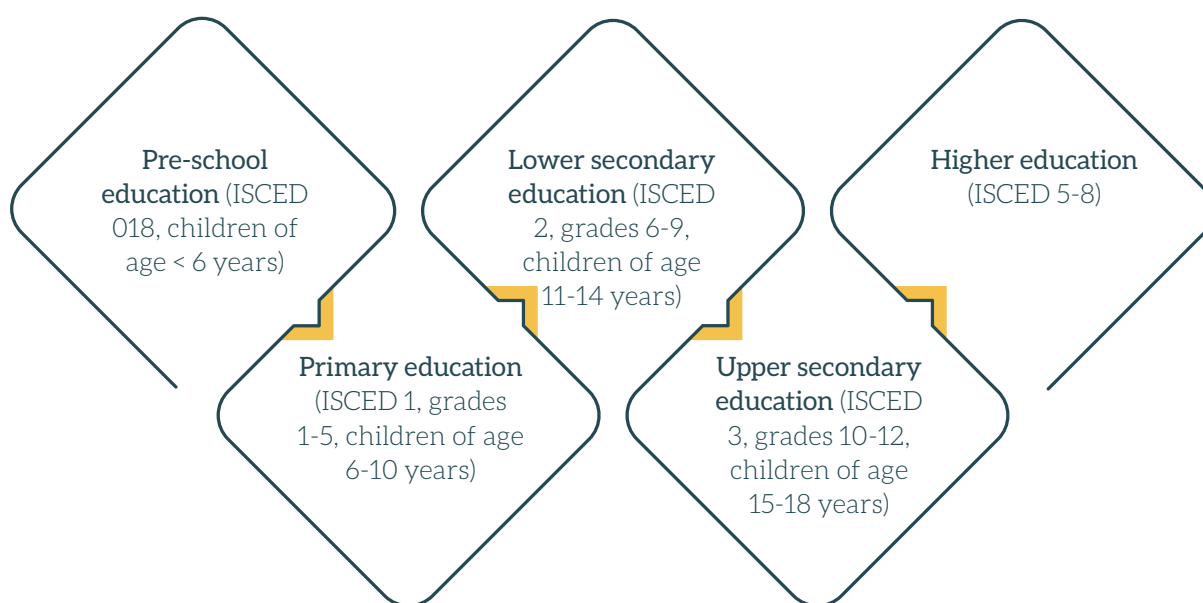 Pre-school
education (ISCED
018, children of
age < 6 years)
Primary education
(ISCED 1, grades
1-5, children of age
6-10 years)
Lower secondary
education (ISCED
2, grades 6-9,
children of age
11-14 years)
Upper secondary
education (ISCED
3, grades 10-12,
children of age
15-18 years)
Higher education
(ISCED 5-8)